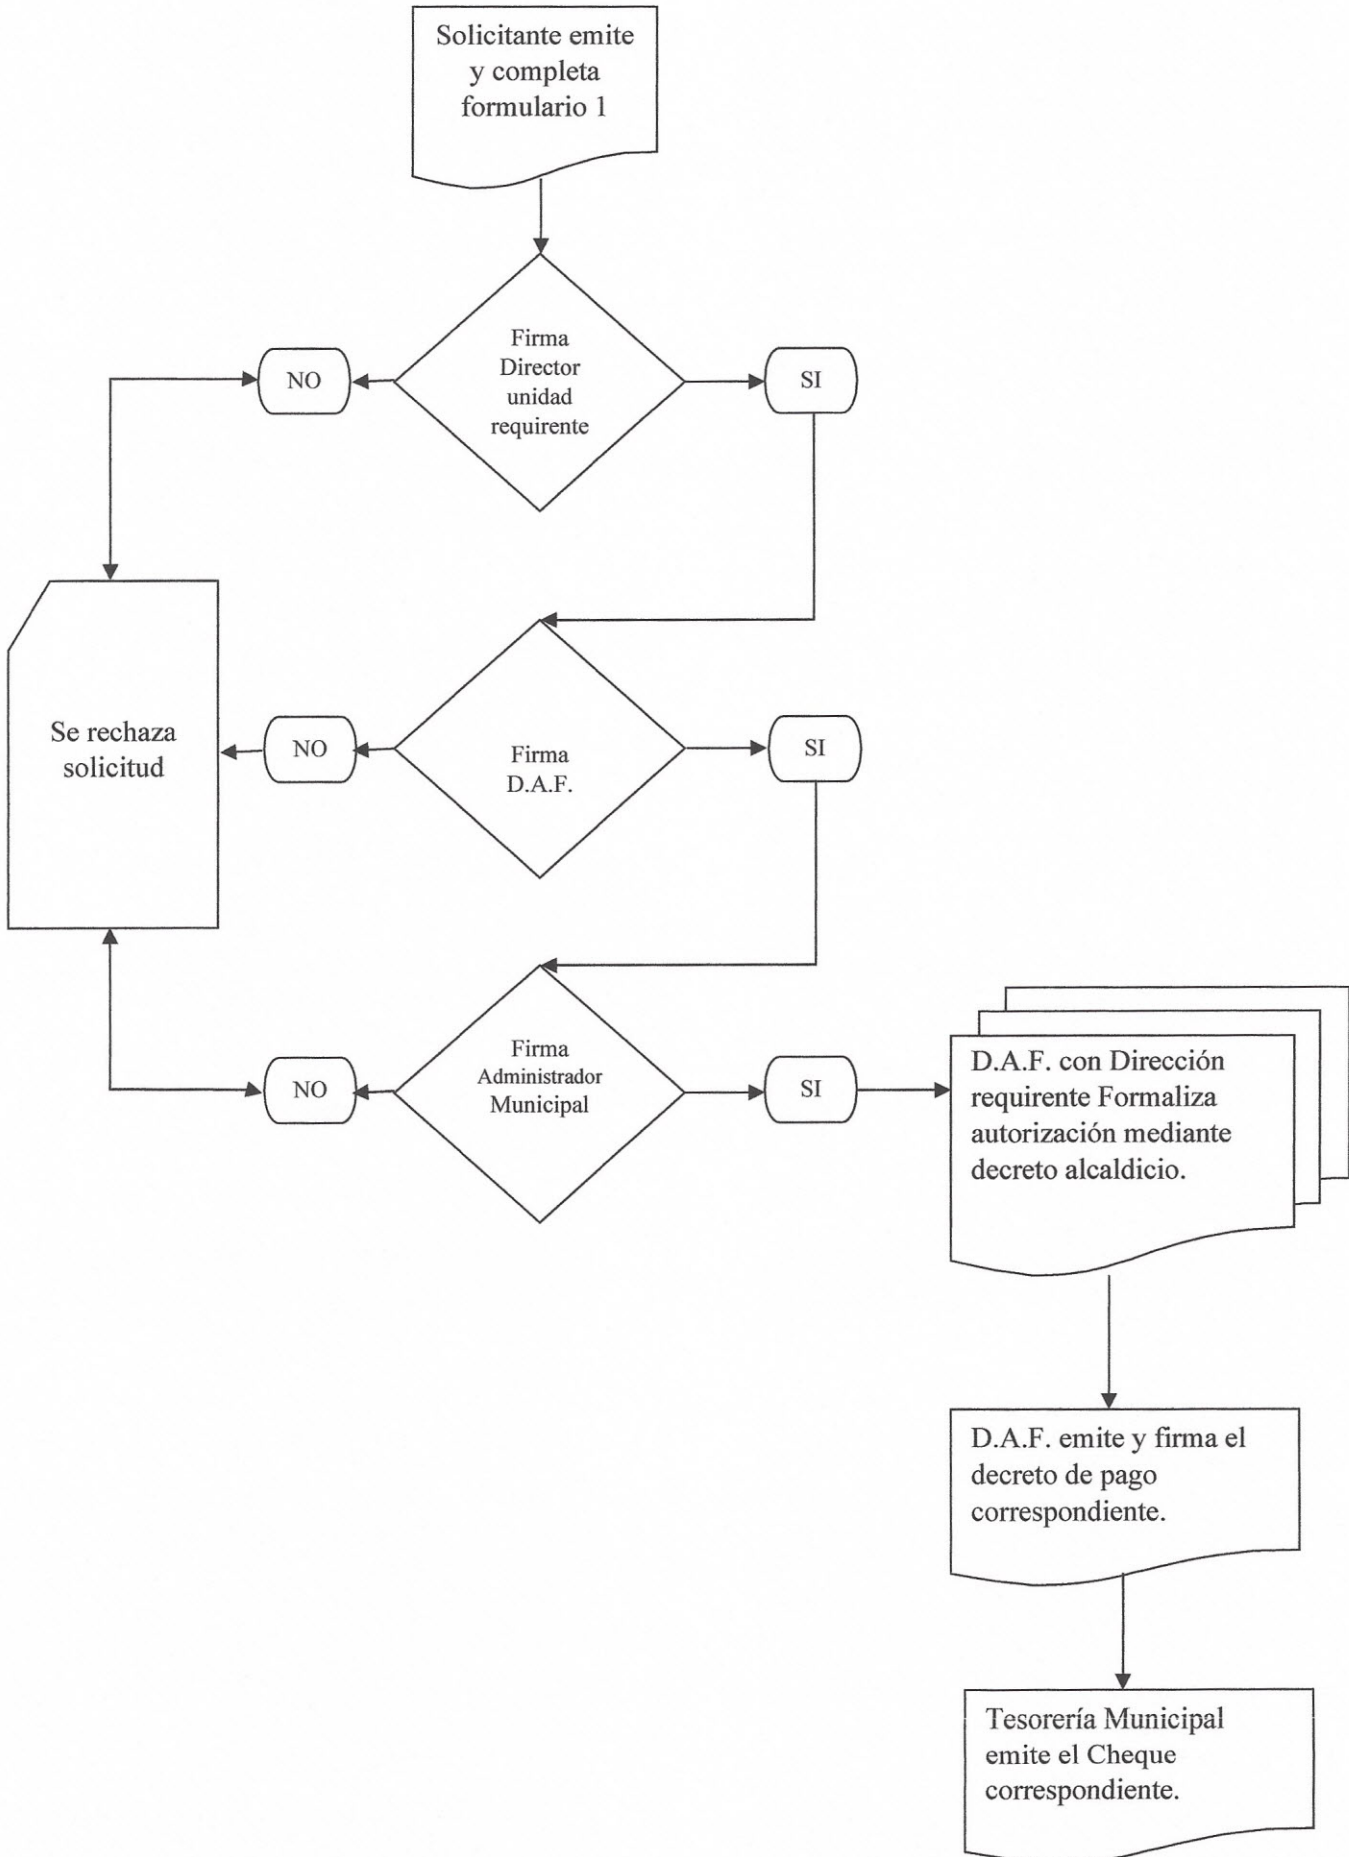 Solicitante emite
y completa
formulario 1
Firma
Director
unidad
requirente
NO
SI
Se rechaza
solicitud
NO
Firma
D.A.F.
SI
NO
Firma
Administrador
Municipal
SI
D.A.F. con Dirección
requirente Formaliza
autorización mediante
decreto alcaldicio.
D.A.F. emite y firma el
decreto de pago
correspondiente.
Tesorería Municipal
emite el Cheque
correspondiente.